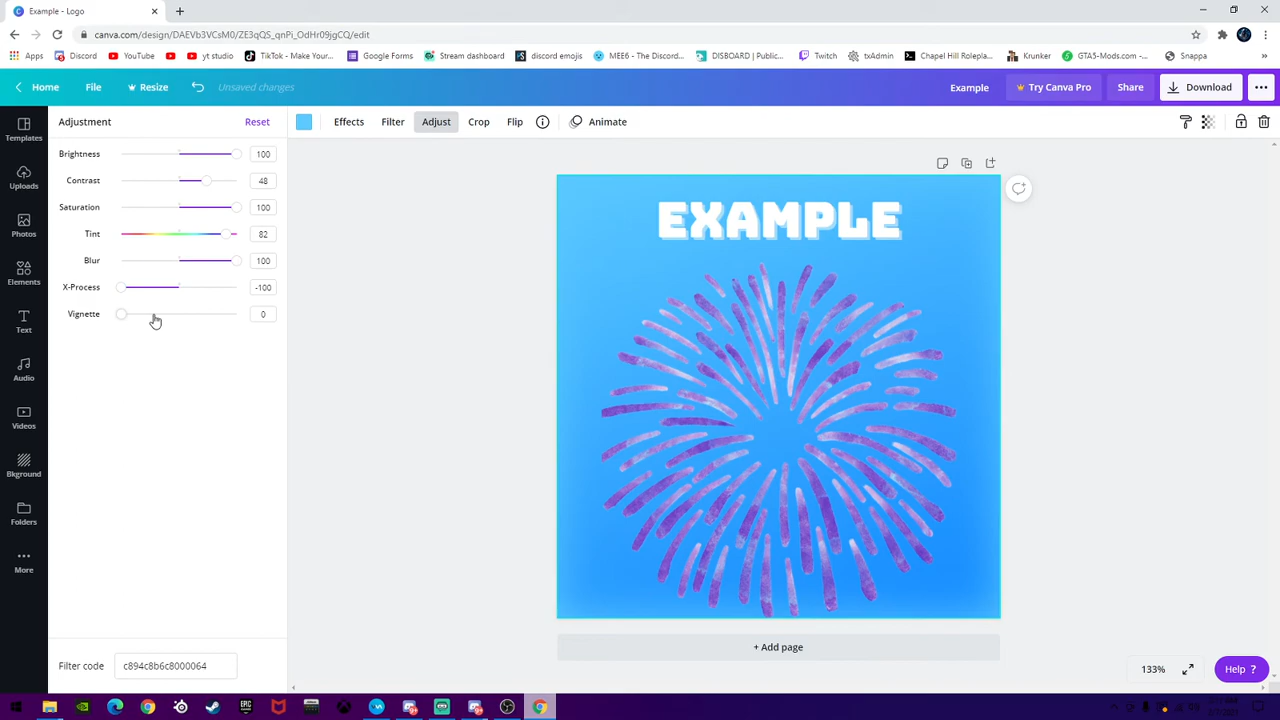 Example - Logo
canva.com/design/DAEVb3VCsM0/ZE3qQS_qnPi_OdHr09jgCQ/edit
Apps Discord YouTube yt studio TikTok - Make Your... Google Forms Stream dashboard discord emojis MEE6 - The Discord... DISBOARD | Public... Twitch txAdmin Chapel Hill Rolepla... Krunker GTA5-Mods.com -... Snappa »
Home File Resize Unsaved changes Example Try Canva Pro Share Download
Adjustment Reset
Effects Filter Adjust Crop Flip Animate
Templates
Uploads
Photos
Elements
Text
Audio
Videos
Bkground
Folders
More
Brightness 100
Contrast 48
Saturation 100
Tint 82
Blur 100
X-Process -100
Vignette 0
Filter code c894c8b6c8000064
EXAMPLE
+ Add page
133%
Help ?